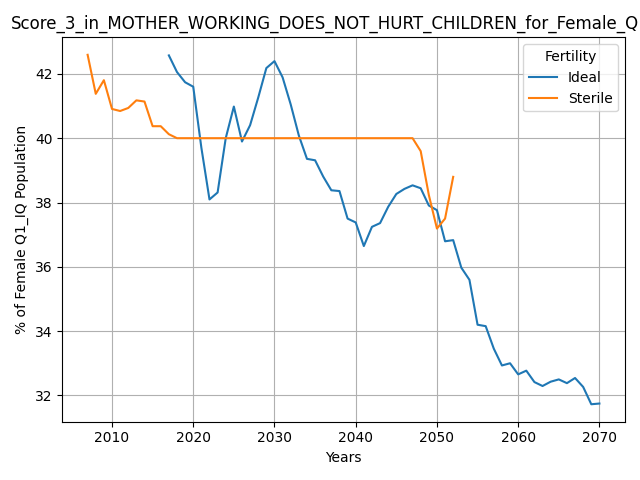 Score_3_in_MOTHER_WORKING_DOES_NOT_HURT_CHILDREN_for_Female_Q
Fertility
Ideal
Sterile
% of Female Q1_IQ Population
42
40
38
36
34
32
2010
2020
2030
2040
2050
2060
2070
Years